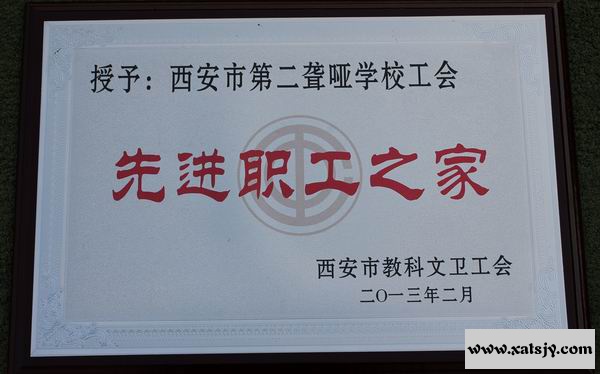 授予：西安市第二聋哑学校工会
先进职工之家
西安市教科文卫工会
二〇一三年二月
www.xatsjy.com